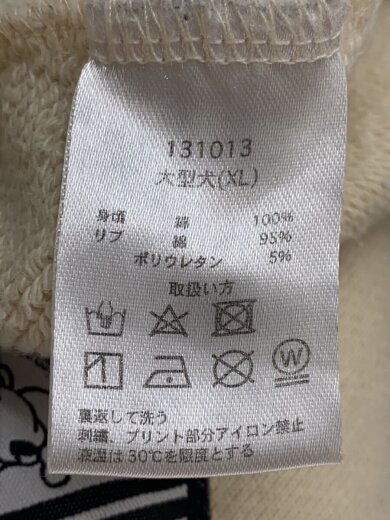 131013
大型犬(XL)
身頃 綿 100%
リブ 綿 95%
ポリウレタン 5%
取扱い方
W
裏返して洗う
刺繍、プリント部分アイロン禁止
液温は30℃を限度とする